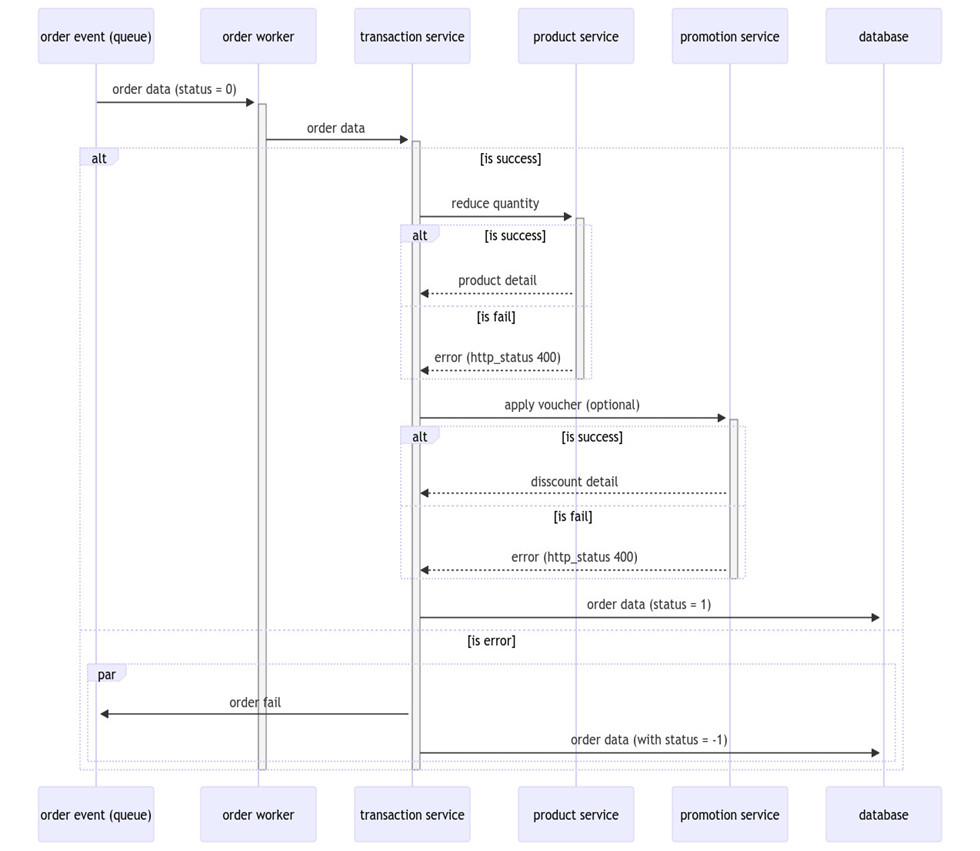 order event (queue)
order worker
transaction service
product service
promotion service
database
order data (status = 0)
order data
alt
[is success]
reduce quantity
alt
[is success]
product detail
[is fail]
error (http_status 400)
apply voucher (optional)
alt
[is success]
disscount detail
[is fail]
error (http_status 400)
order data (status = 1)
[is error]
par
order fail
order data (with status = -1)
order event (queue)
order worker
transaction service
product service
promotion service
database